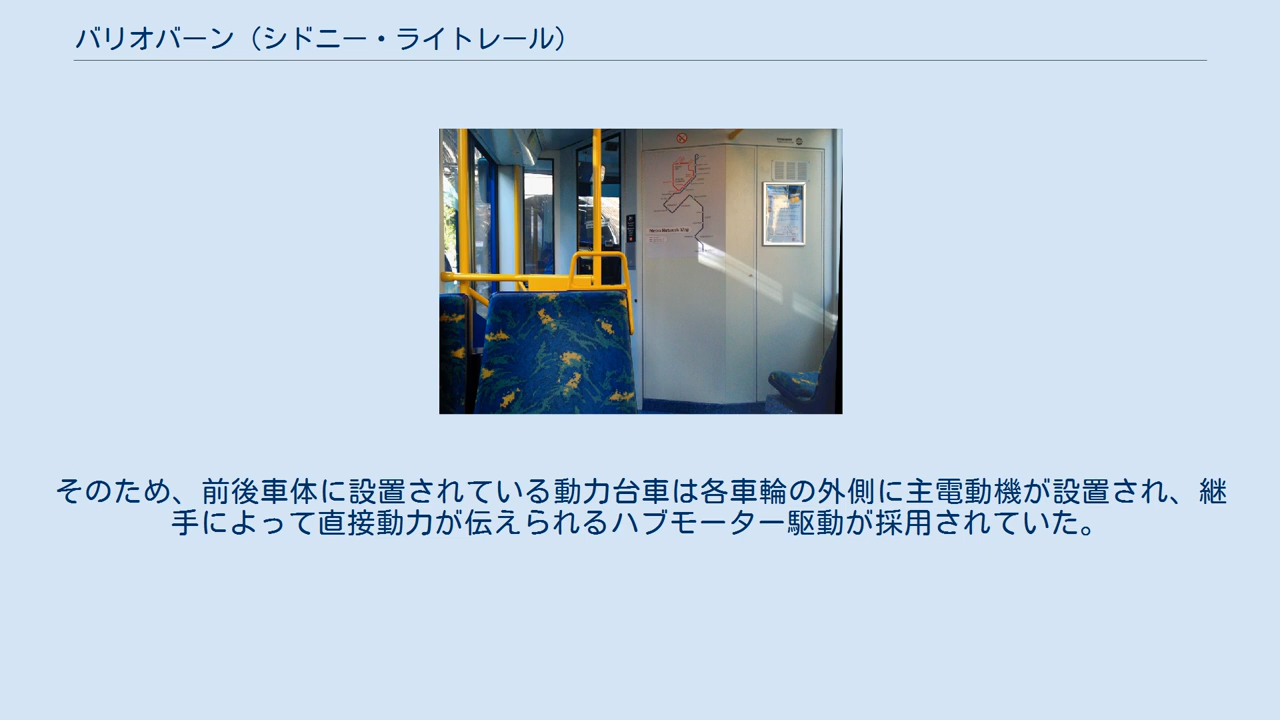 バリオバーン（シドニー・ライトレール）
そのため、前後車体に設置されている動力台車は各車輪の外側に主電動機が設置され、継
手によって直接動力が伝えられるハブモーター駆動が採用されていた。